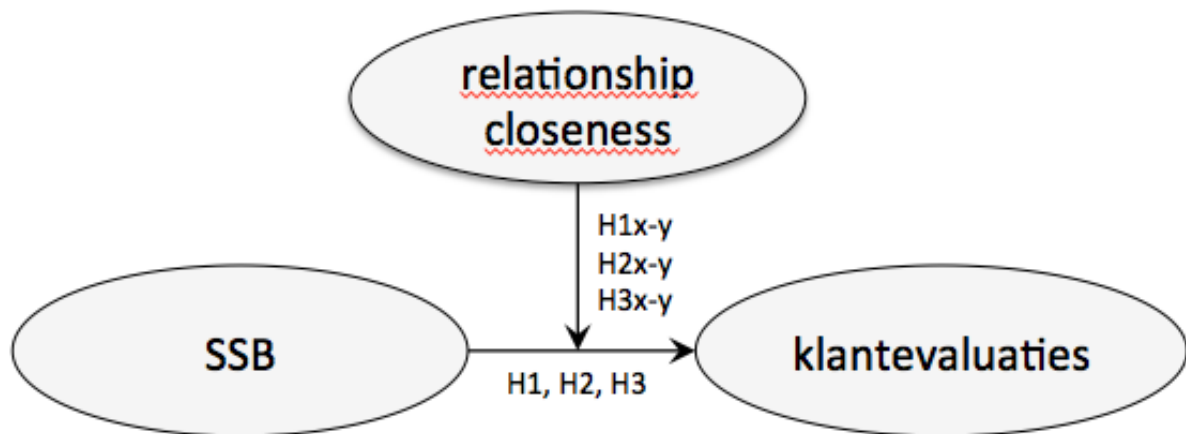 relationship
closeness
H1x-y
H2x-y
H3x-y
SSB
klantevaluaties
H1, H2, H3